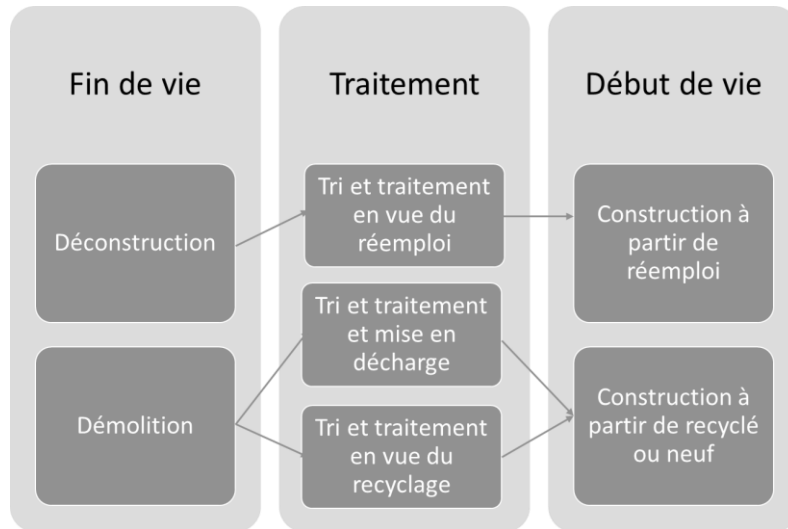 Fin de vie
Traitement
Début de vie
Déconstruction
Tri et traitement
en vue du
réemploi
Construction à
partir de
réemploi
Démolition
Tri et traitement
et mise en
décharge
Tri et traitement
en vue du
recyclage
Construction à
partir de recyclé
ou neuf